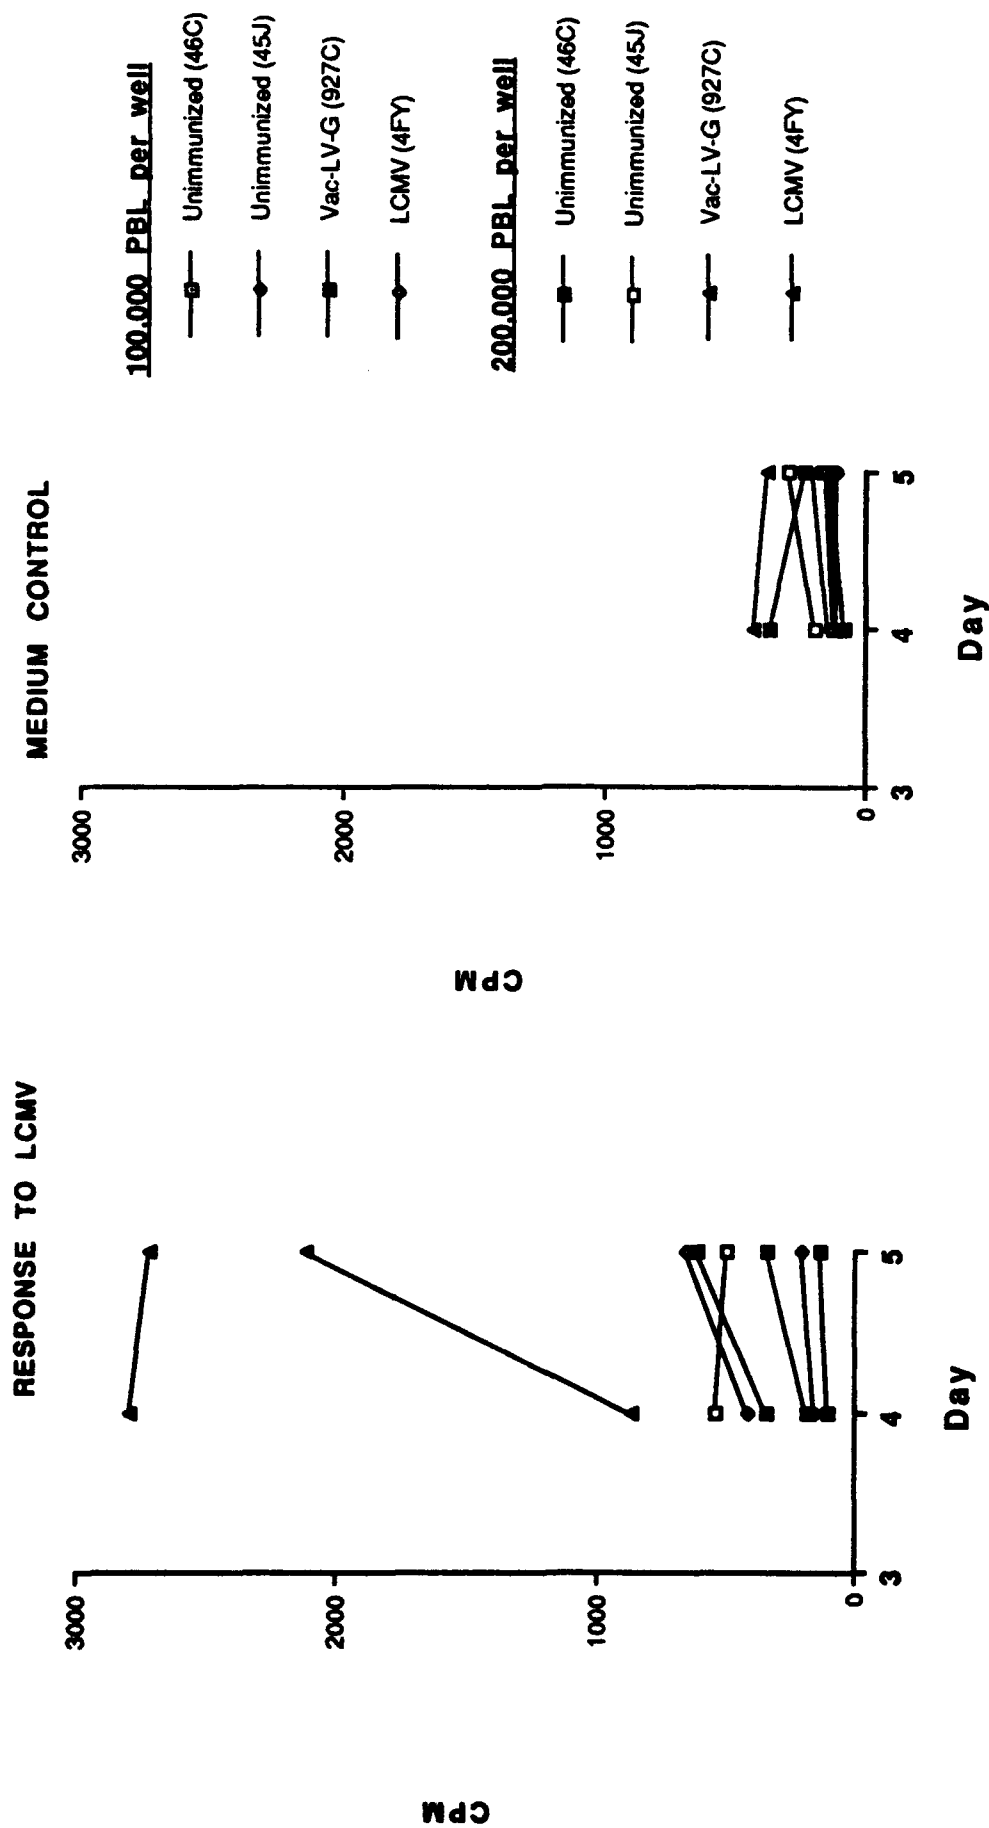 RESPONSE TO LCMV
CPM
3000
2000
1000
0
3
4
5
Day
MEDIUM CONTROL
CPM
3000
2000
1000
0
3
4
5
Day
100,000 PBL per well
Unimmunized (46C)
Unimmunized (45J)
Vac-LV-G (927C)
LCMV (4FY)
200,000 PBL per well
Unimmunized (46C)
Unimmunized (45J)
Vac-LV-G (927C)
LCMV (4FY)